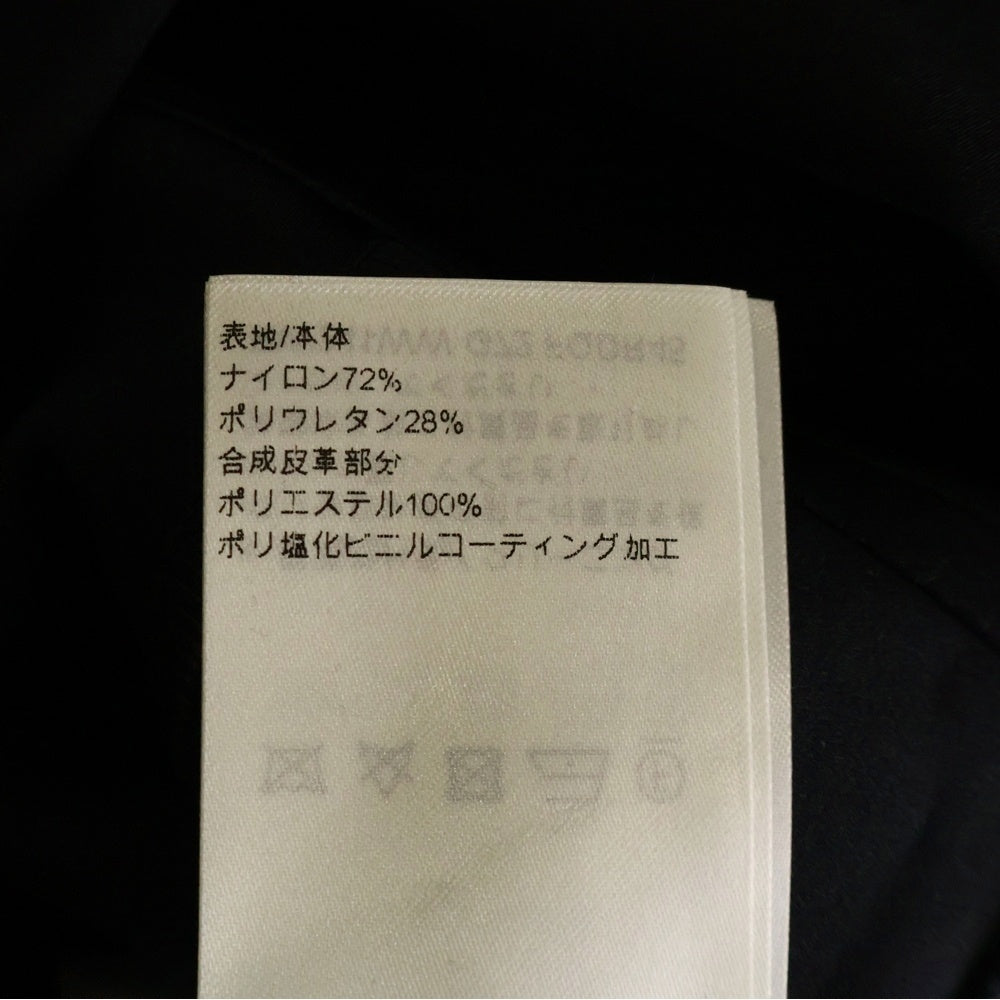 表地/本体
ナイロン72%
ポリウレタン28%
合成皮革部分
ポリエステル100%
ポリ塩化ビニルコーティング加工